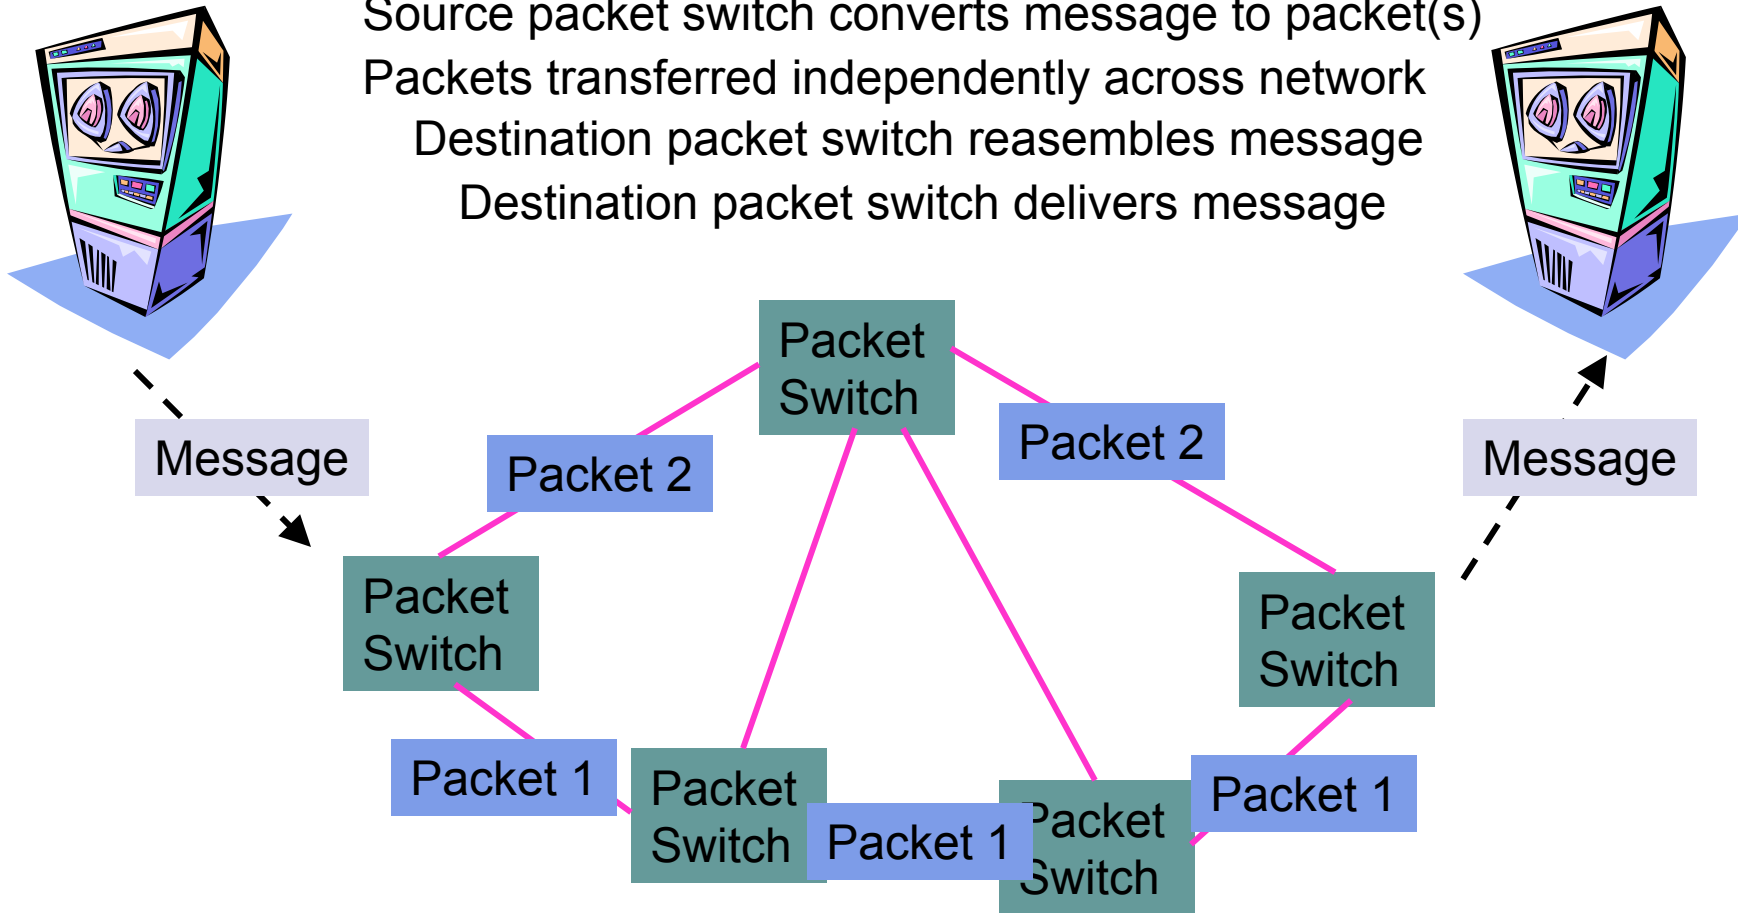 Source packet switch converts message to packet(s)
Packets transferred independently across network
Destination packet switch reasembles message
Destination packet switch delivers message
Packet
Switch
Packet 2
Packet 2
Message
Message
Packet
Switch
Packet
Switch
Packet 1
Packet
Switch
Packet 1
Packet
Switch
Packet 1